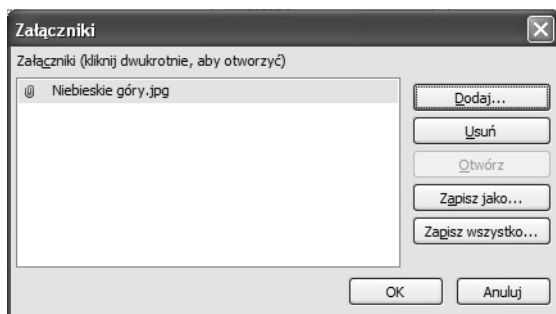 Załączniki
Załączniki (kliknij dwukrotnie, aby otworzyć)
Niebieskie góry.jpg
Dodaj...
Usuń
Otwórz
Zapisz jako...
Zapisz wszystko...
OK
Anuluj